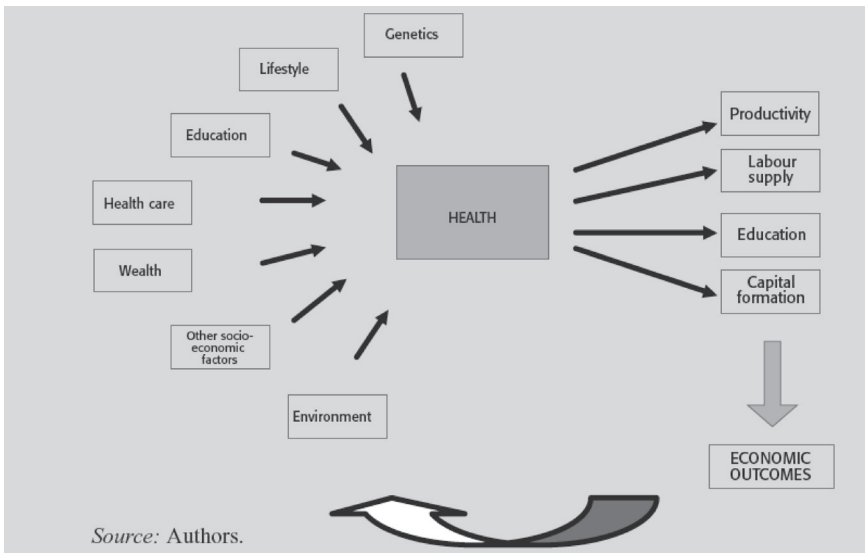 Genetics
Lifestyle
Education
Health care
Wealth
Other socio-
economic
factors
Environment
HEALTH
Productivity
Labour
supply
Education
Capital
formation
ECONOMIC
OUTCOMES
Source: Authors.